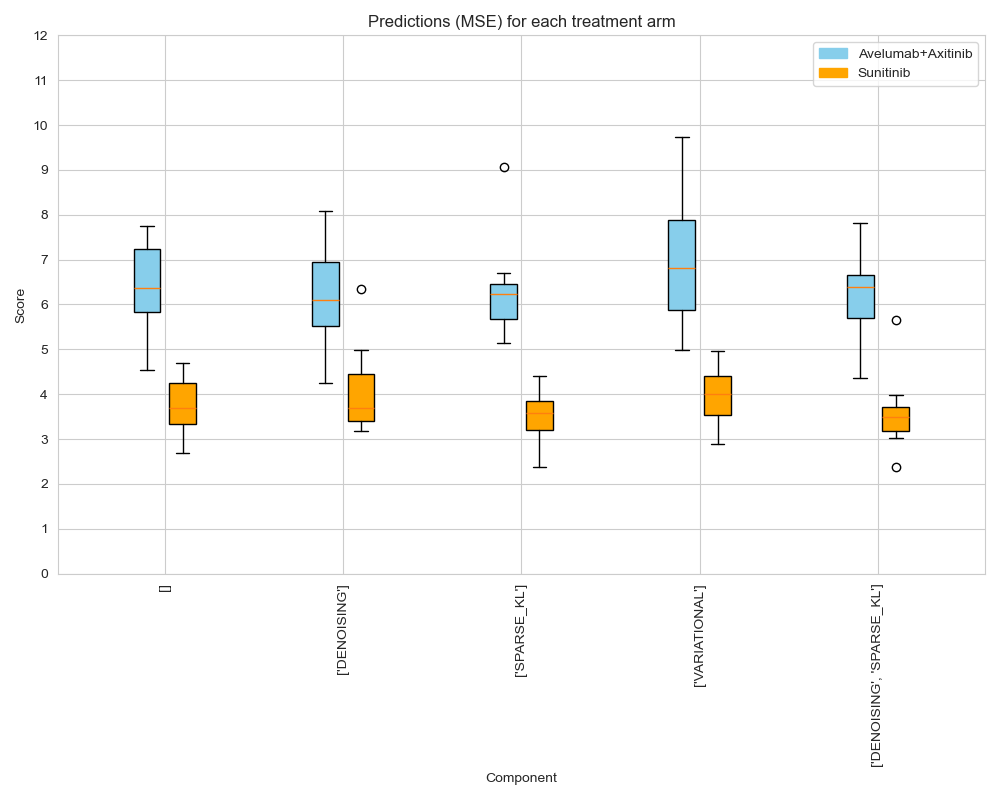 Predictions (MSE) for each treatment arm
Avelumab+Axitinib
Sunitinib
Score
12
11
10
9
8
7
6
5
4
3
2
1
0
[]
['DENOISING']
['SPARSE_KL']
['VARIATIONAL']
['DENOISING', 'SPARSE_KL']
Component